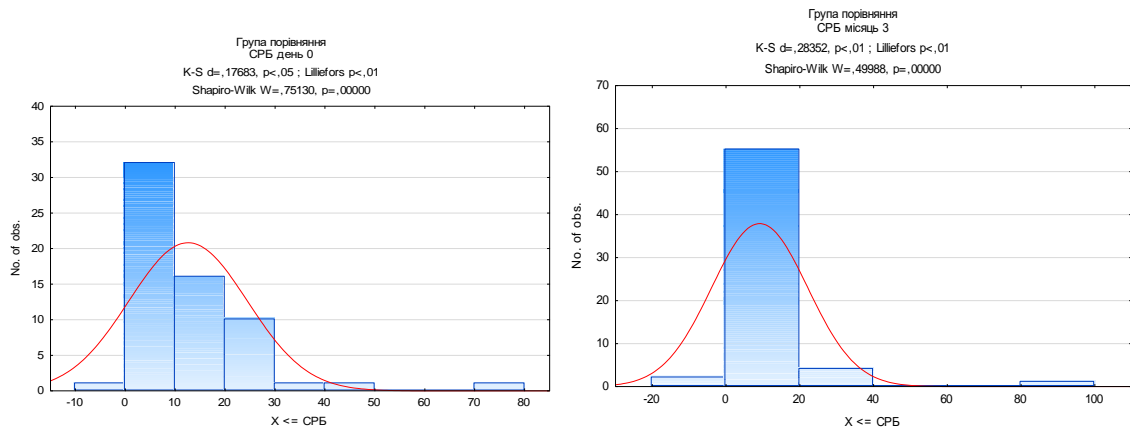 Група порівняння
СРБ день 0
K-S d=,17683, p<,05 ; Lilliefors p<,01
Shapiro-Wilk W=,75130, p=,00000
40
35
30
25
20
15
10
5
0
No. of obs.
-10 0 10 20 30 40 50 60 70 80
X <= СРБ
Група порівняння
СРБ місяць 3
K-S d=,28352, p<,01 ; Lilliefors p<,01
Shapiro-Wilk W=,49988, p=,00000
70
60
50
40
30
20
10
0
No. of obs.
-20 0 20 40 60 80 100
X <= СРБ